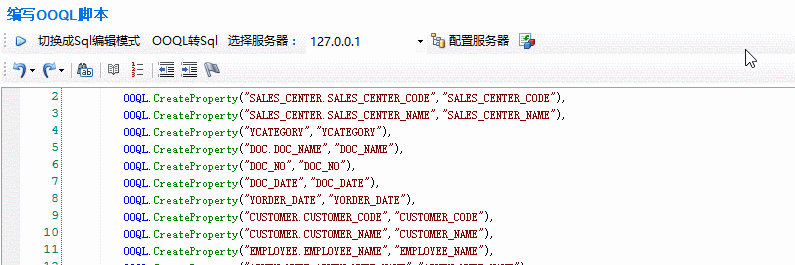 编写OOQL脚本
切换成Sql编辑模式 OOQL转Sql 选择服务器： 127.0.0.1 配置服务器
2 OOQL.CreateProperty("SALES_CENTER.SALES_CENTER_CODE","SALES_CENTER_CODE"),
3 OOQL.CreateProperty("SALES_CENTER.SALES_CENTER_NAME","SALES_CENTER_NAME"),
4 OOQL.CreateProperty("YCATEGORY","YCATEGORY"),
5 OOQL.CreateProperty("DOC.DOC_NAME","DOC_NAME"),
6 OOQL.CreateProperty("DOC_NO","DOC_NO"),
7 OOQL.CreateProperty("DOC_DATE","DOC_DATE"),
8 OOQL.CreateProperty("YORDER_DATE","YORDER_DATE"),
9 OOQL.CreateProperty("CUSTOMER.CUSTOMER_CODE","CUSTOMER_CODE"),
10 OOQL.CreateProperty("CUSTOMER.CUSTOMER_NAME","CUSTOMER_NAME"),
11 OOQL.CreateProperty("EMPLOYEE.EMPLOYEE_NAME","EMPLOYEE_NAME"),